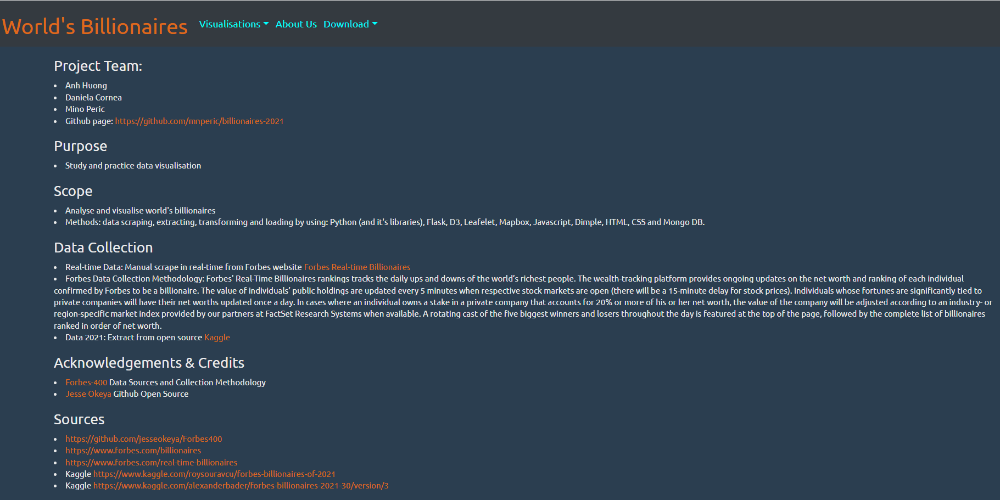 World's Billionaires Visualisations About Us Download
Project Team:
• Anh Huong
• Daniela Cornea
• Mino Peric
• Github page: https://github.com/mnperic/billionaires-2021
Purpose
• Study and practice data visualisation
Scope
• Analyse and visualise world's billionaires
• Methods: data scraping, extracting, transforming and loading by using: Python (and it's libraries), Flask, D3, Leafelet, Mapbox, Javascript, Dimple, HTML, CSS and Mongo DB.
Data Collection
• Real-time Data: Manual scrape in real-time from Forbes website Forbes Real-time Billionaires
• Forbes Data Collection Methodology: Forbes' Real-Time Billionaires rankings tracks the daily ups and downs of the world’s richest people. The wealth-tracking platform provides ongoing updates on the net worth and ranking of each individual
confirmed by Forbes to be a billionaire. The value of individuals’ public holdings are updated every 5 minutes when respective stock markets are open (there will be a 15-minute delay for stock prices). Individuals whose fortunes are significantly tied to
private companies will have their net worths updated once a day. In cases where an individual owns a stake in a private company that accounts for 20% or more of his or her net worth, the value of the company will be adjusted according to an industry- or
region-specific market index provided by our partners at FactSet Research Systems when available. A rotating cast of the five biggest winners and losers throughout the day is featured at the top of the page, followed by the complete list of billionaires
ranked in order of net worth.
• Data 2021: Extract from open source Kaggle
Acknowledgements & Credits
• Forbes-400 Data Sources and Collection Methodology
• Jesse Okeya Github Open Source
Sources
• https://github.com/jesseokeya/Forbes400
• https://www.forbes.com/billionaires
• https://www.forbes.com/real-time-billionaires
• Kaggle https://www.kaggle.com/roysouravcu/forbes-billionaires-of-2021
• Kaggle https://www.kaggle.com/alexanderbader/forbes-billionaires-2021-30/version/3